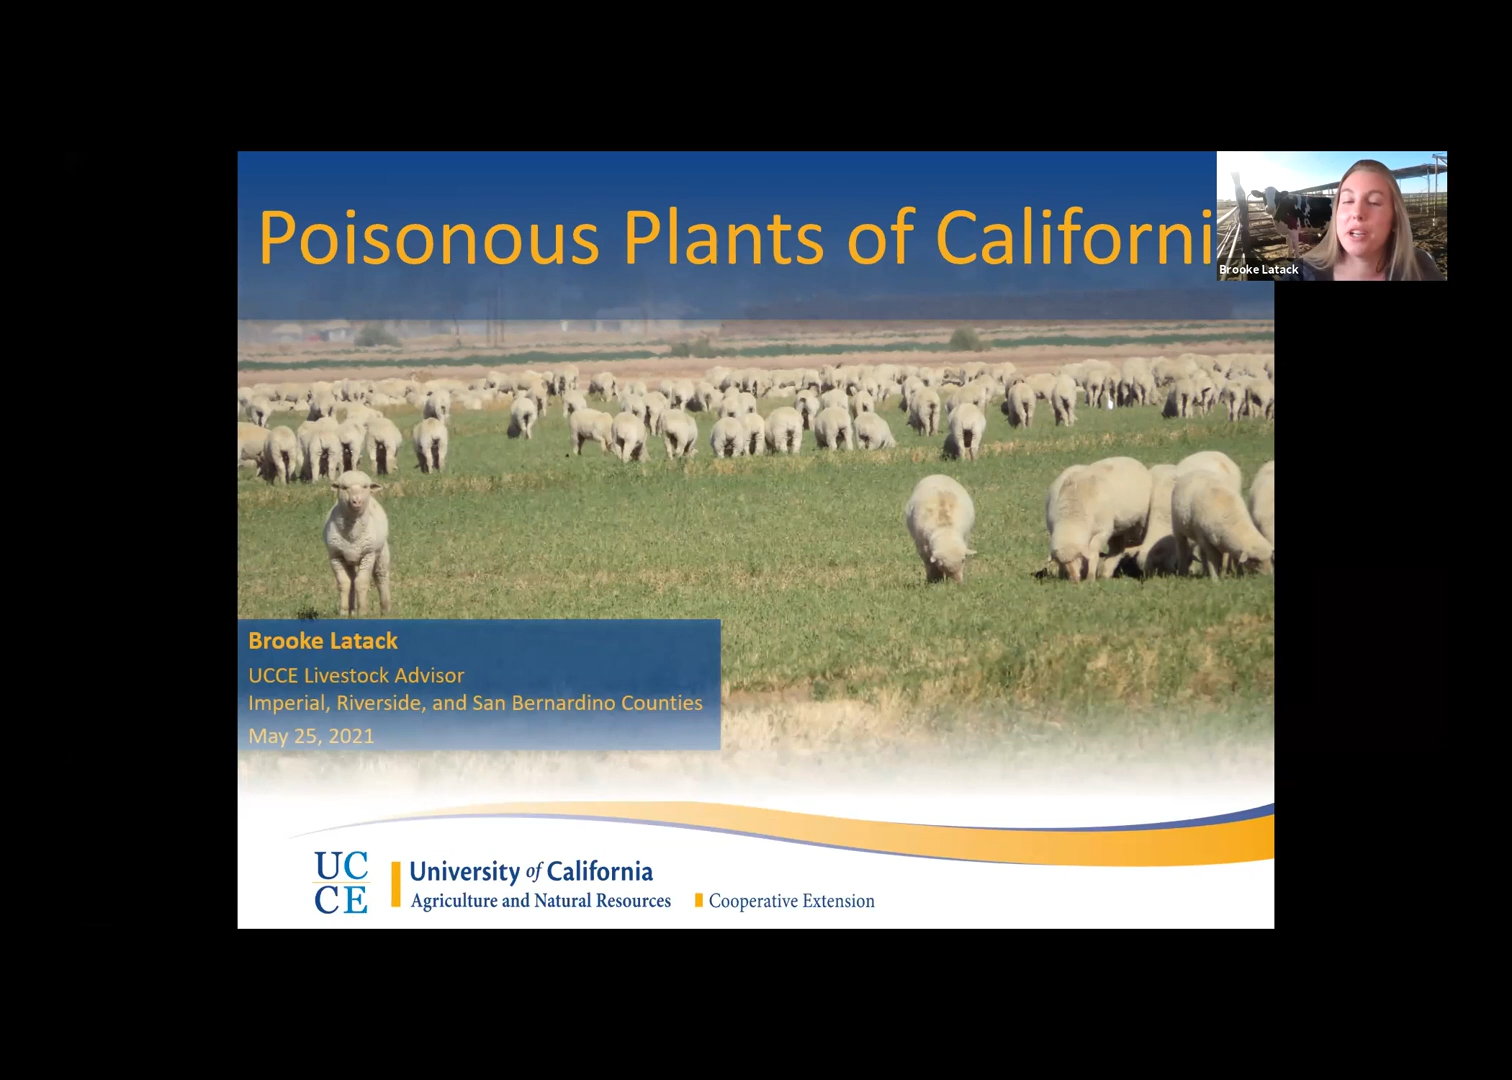 Poisonous Plants of Californi
Brooke Latack
Brooke Latack
UCCE Livestock Advisor
Imperial, Riverside, and San Bernardino Counties
May 25, 2021
UC
CE
University of California
Agriculture and Natural Resources
Cooperative Extension